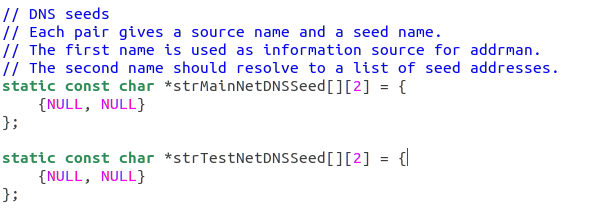 // DNS seeds
// Each pair gives a source name and a seed name.
// The first name is used as information source for addrman.
// The second name should resolve to a list of seed addresses.
static const char *strMainNetDNSSeed[][2] = {
    {NULL, NULL}
};

static const char *strTestNetDNSSeed[][2] = {
    {NULL, NULL}
};